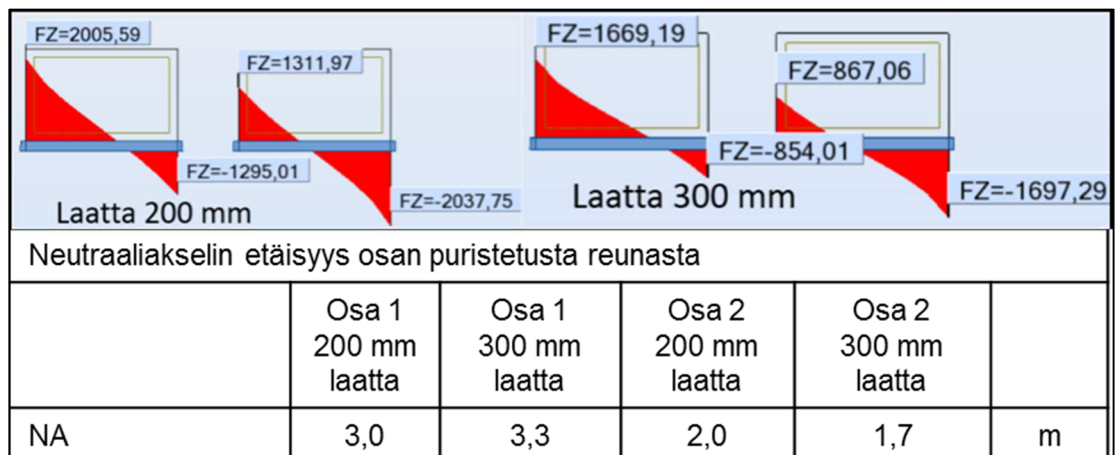 FZ=2005,59
FZ=1311,97
FZ=-1295,01
FZ=-2037,75
Laatta 200 mm
FZ=1669,19
FZ=867,06
FZ=-854,01
FZ=-1697,29
Laatta 300 mm
Neutraaliakselin etäisyys osan puristetusta reunasta
Osa 1 200 mm laatta
Osa 1 300 mm laatta
Osa 2 200 mm laatta
Osa 2 300 mm laatta
NA 3,0 3,3 2,0 1,7 m